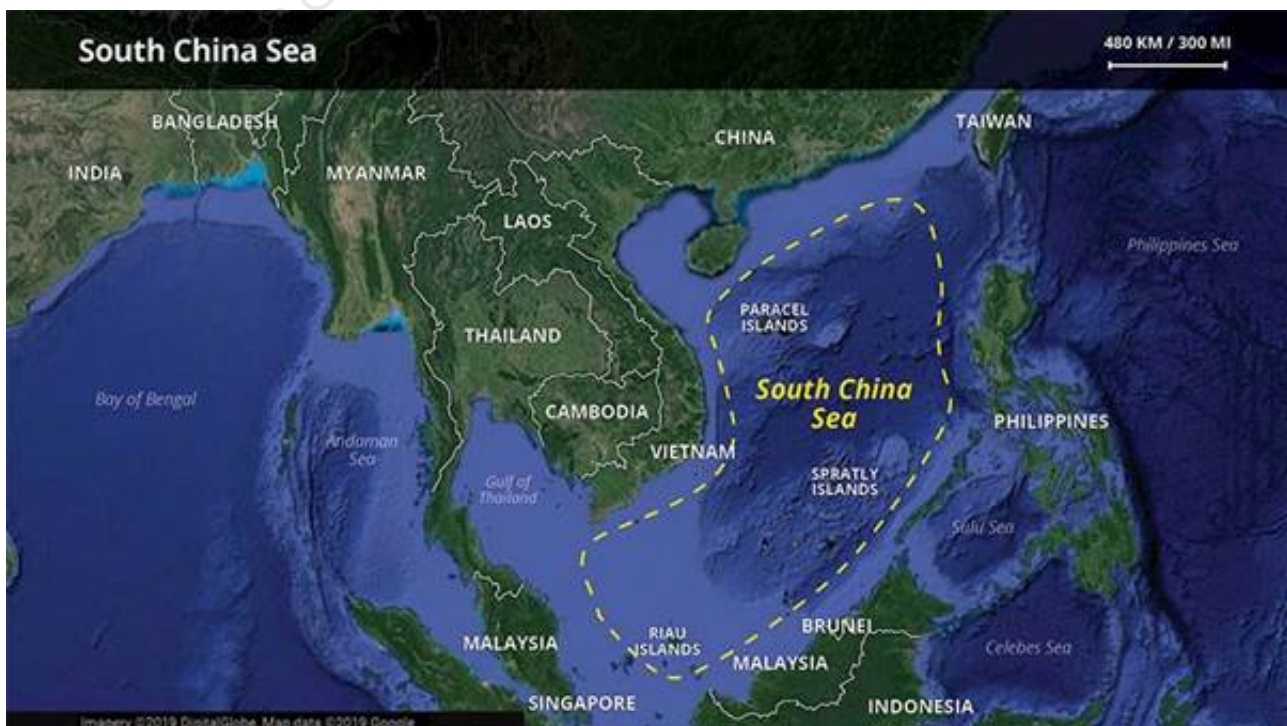 South China Sea
480 KM / 300 MI
BANGLADESH
TAIWAN
CHINA
INDIA
MYANMAR
LAOS
Philippines Sea
PARACEL
ISLANDS
THAILAND
South China
Sea
Bay of Bengal
CAMBODIA
PHILIPPINES
Andaman
Sea
VIETNAM
Gulf of
Thailand
SPRATLY
ISLANDS
Sulu Sea
BRUNEI
RIAU
ISLANDS
MALAYSIA
MALAYSIA
Celebes Sea
SINGAPORE
INDONESIA
Imagery ©2019 DigitalGlobe, Map data ©2019 Google